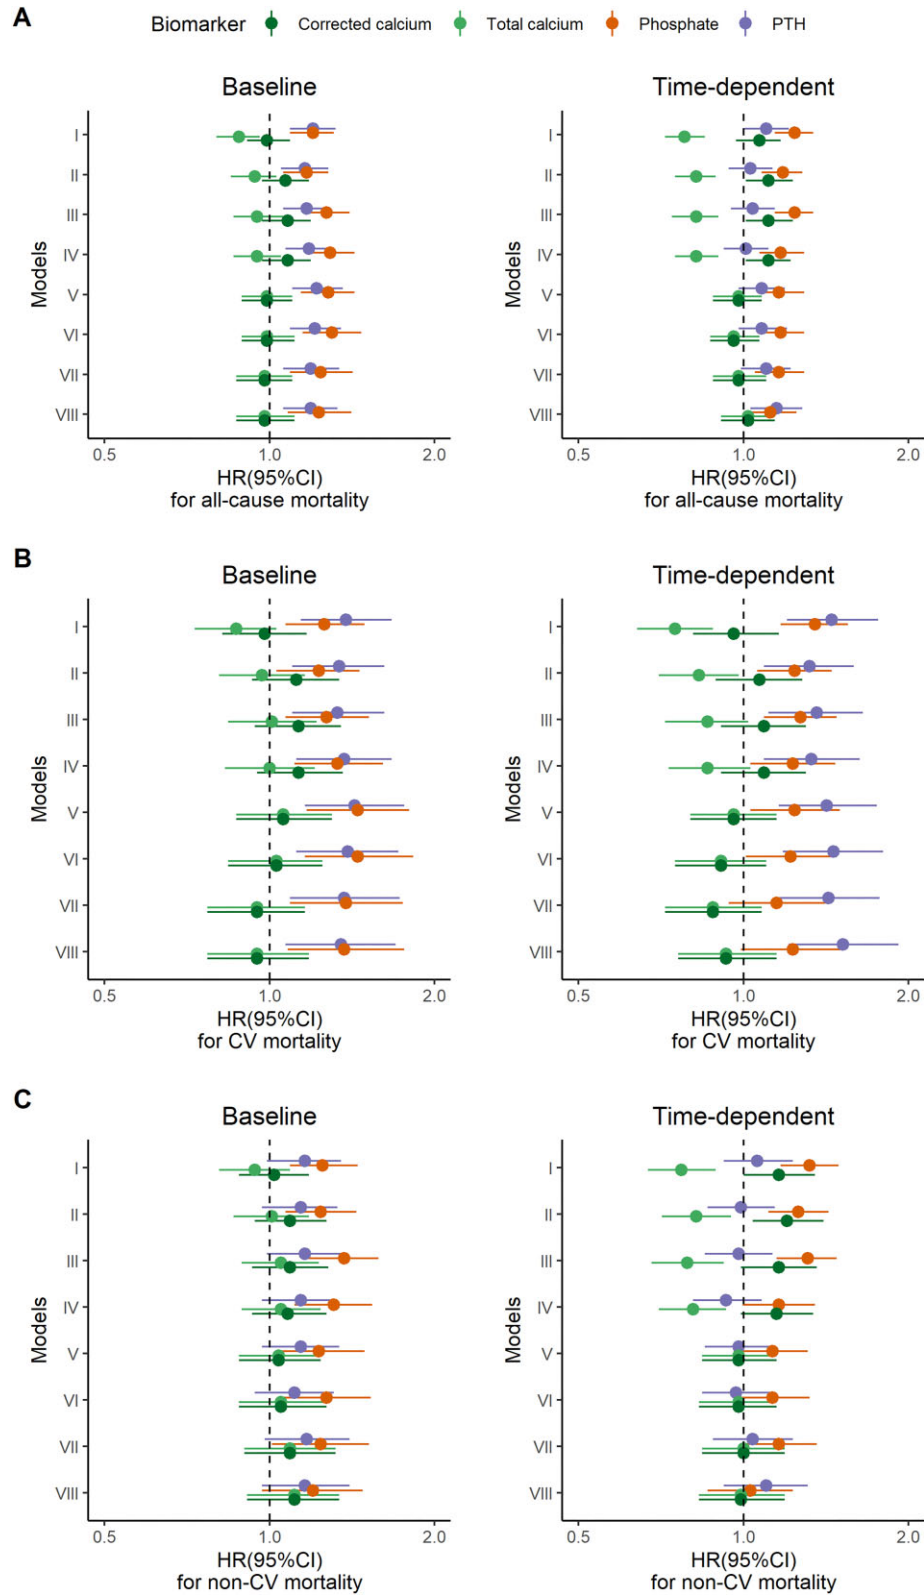 A
Biomarker Corrected calcium Total calcium Phosphate PTH
Baseline
Models
I
II
III
IV
V
VI
VII
VIII
0.5 1.0 2.0
HR(95%CI)
for all-cause mortality
Time-dependent
Models
I
II
III
IV
V
VI
VII
VIII
0.5 1.0 2.0
HR(95%CI)
for all-cause mortality
B
Baseline
Models
I
II
III
IV
V
VI
VII
VIII
0.5 1.0 2.0
HR(95%CI)
for CV mortality
Time-dependent
Models
I
II
III
IV
V
VI
VII
VIII
0.5 1.0 2.0
HR(95%CI)
for CV mortality
C
Baseline
Models
I
II
III
IV
V
VI
VII
VIII
0.5 1.0 2.0
HR(95%CI)
for non-CV mortality
Time-dependent
Models
I
II
III
IV
V
VI
VII
VIII
0.5 1.0 2.0
HR(95%CI)
for non-CV mortality